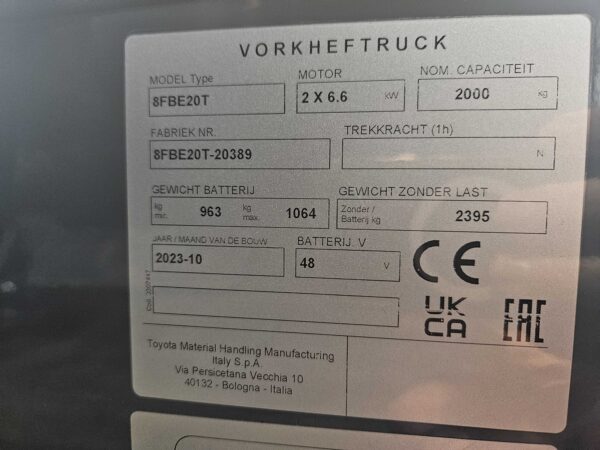 VORKHEFTRUCK
MODEL Type
MOTOR
NOM. CAPACITEIT
8FBE20T
2 X 6.6 kW
2000 kg
FABRIEK NR.
TREKKRACHT (1h)
8FBE20T-20389
N
GEWICHT BATTERIJ
GEWICHT ZONDER LAST
kg min. 963 kg max. 1064
Zonder / Batterij kg 2395
JAAR / MAAND VAN DE BOUW
BATTERIJ. V
2023-10
48 V
CE
UK
CA
EAC
Toyota Material Handling Manufacturing
Italy S.p.A.
Via Persicetana Vecchia 10
40132 - Bologna - Italia